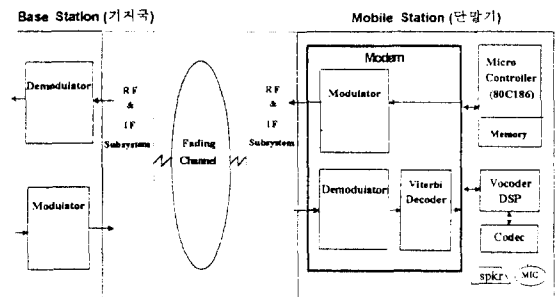 Base Station (기지국)
Mobile Station (단말기)
Demodulator
RF
&
IF
Subsystem
Modulator
Fading
Channel
RF
&
IF
Subsystem
Modem
Modulator
Demodulator
Viterbi
Decoder
Micro
Controller
(80C186)
Memory
Vocoder
DSP
Codec
spkr
MIC